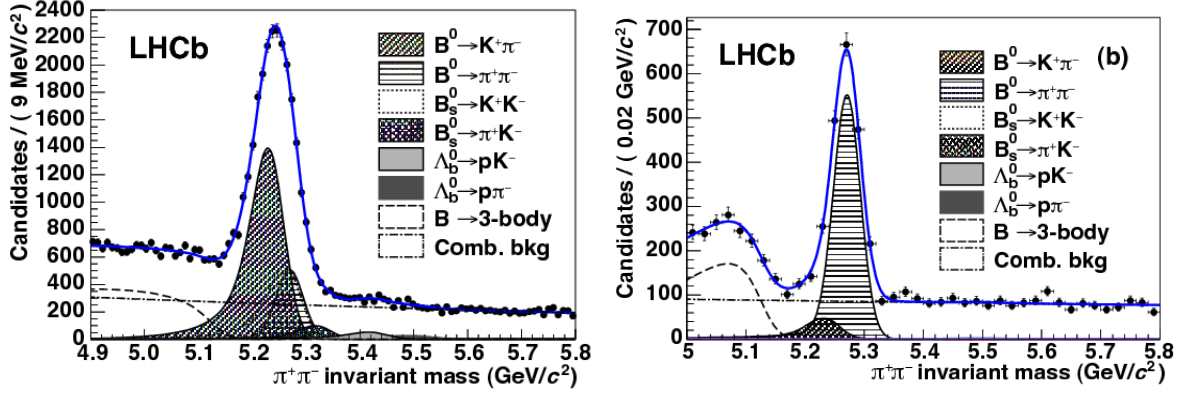 LHCb
Candidates / ( 9 MeV/c²)
2400
2200
2000
1800
1600
1400
1200
1000
800
600
400
200
0
B⁰→K⁺π⁻
B⁰→π⁺π⁻
B⁰ₛ→K⁺K⁻
B⁰ₛ→π⁺K⁻
Λ⁰_b→pK⁻
Λ⁰_b→pπ⁻
B →3-body
Comb. bkg
4.9 5.0 5.1 5.2 5.3 5.4 5.5 5.6 5.7 5.8
π⁺π⁻ invariant mass (GeV/c²)
LHCb
(b)
Candidates / ( 0.02 GeV/c²)
700
600
500
400
300
200
100
0
B⁰→K⁺π⁻
B⁰→π⁺π⁻
B⁰ₛ→K⁺K⁻
B⁰ₛ→π⁺K⁻
Λ⁰_b→pK⁻
Λ⁰_b→pπ⁻
B →3-body
Comb. bkg
5 5.1 5.2 5.3 5.4 5.5 5.6 5.7 5.8
π⁺π⁻ invariant mass (GeV/c²)